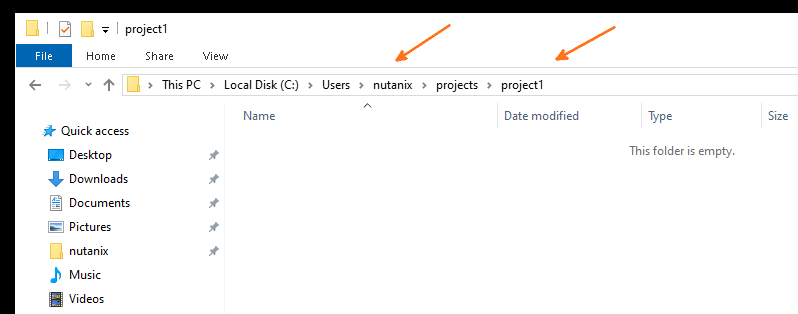 project1
File Home Share View
This PC > Local Disk (C:) > Users > nutanix > projects > project1
Name Date modified Type Size
This folder is empty.
Quick access
Desktop
Downloads
Documents
Pictures
nutanix
Music
Videos